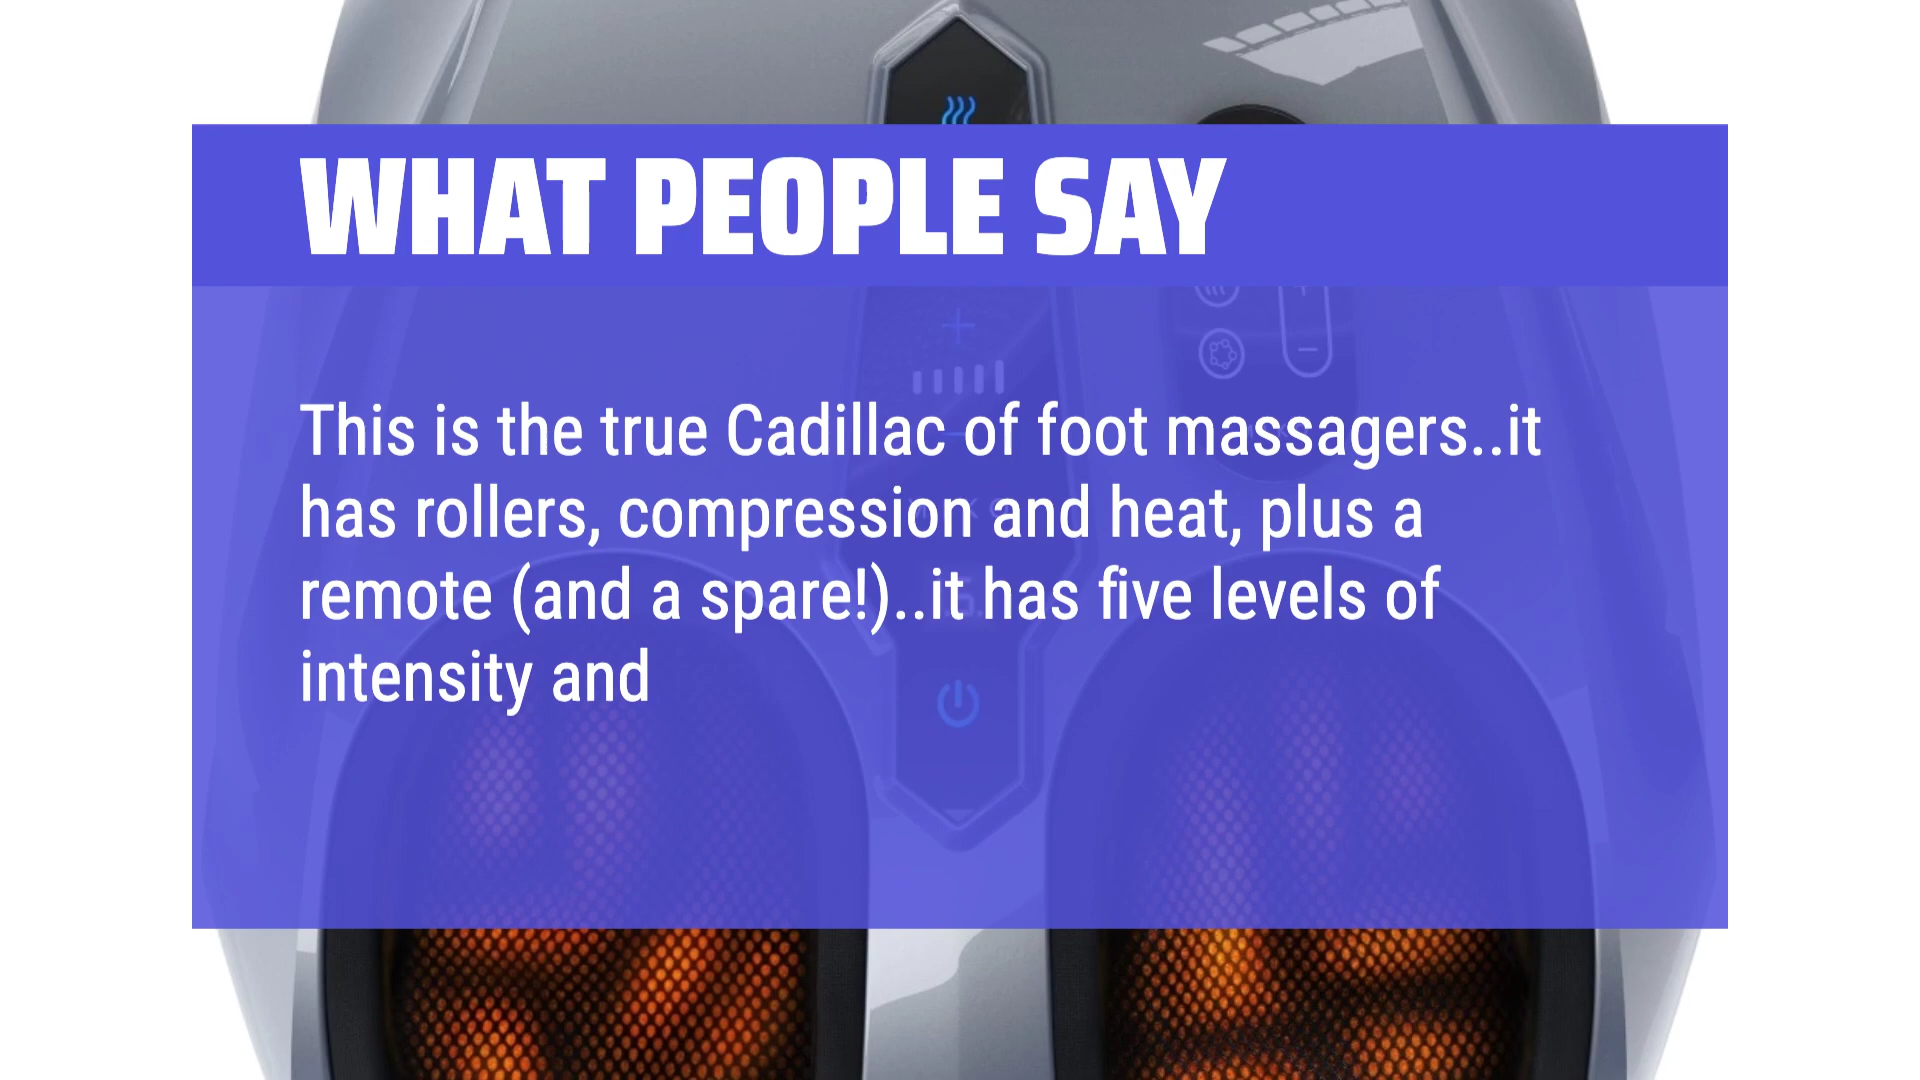 WHAT PEOPLE SAY
This is the true Cadillac of foot massagers..it
has rollers, compression and heat, plus a
remote (and a spare!)..it has five levels of
intensity and